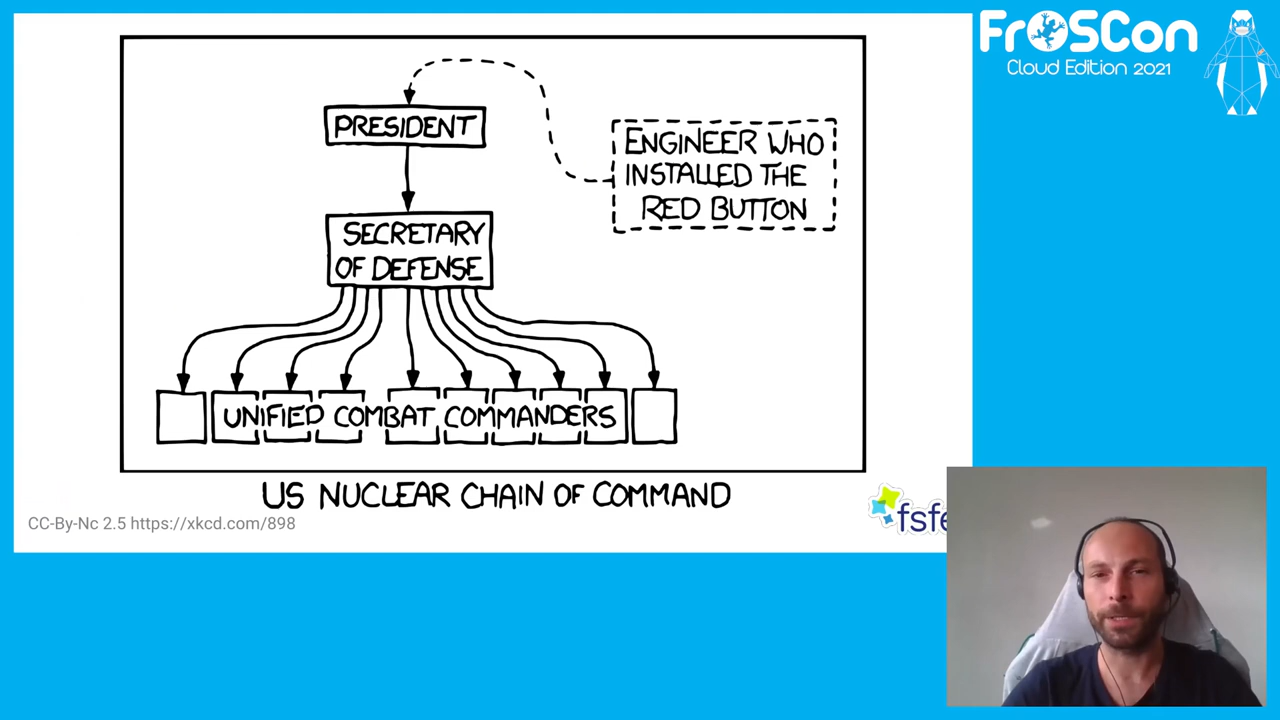 FrOSCon
Cloud Edition 2021
PRESIDENT
ENGINEER WHO
INSTALLED THE
RED BUTTON
SECRETARY
OF DEFENSE
UNIFIED COMBAT COMMANDERS
US NUCLEAR CHAIN OF COMMAND
CC-By-Nc 2.5 https://xkcd.com/898
fsfe